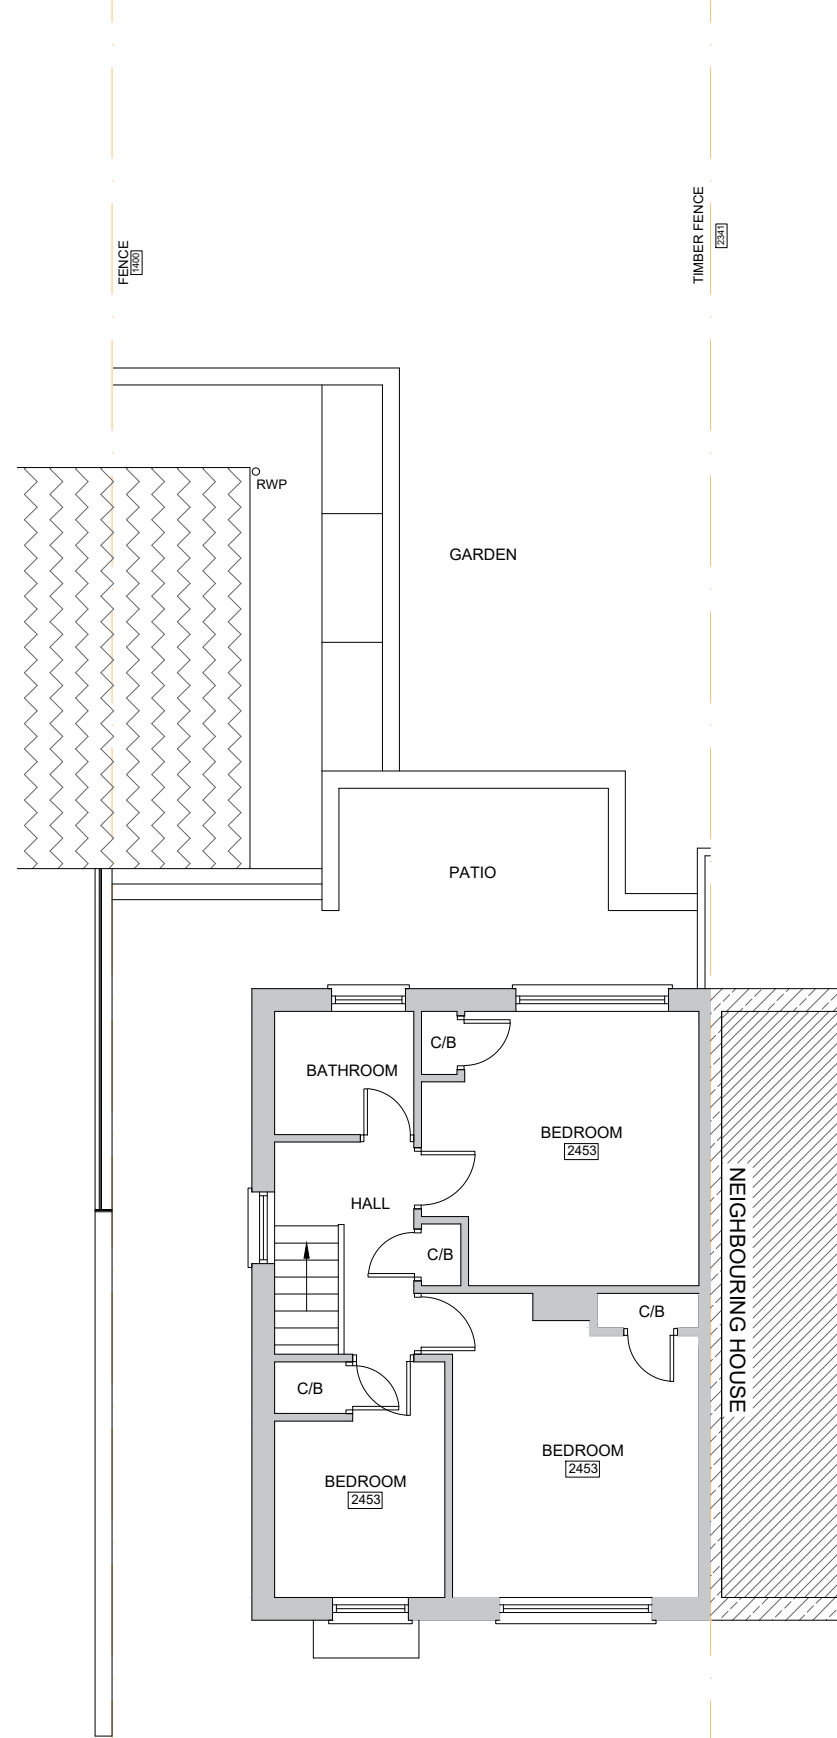 TIMBER FENCE
2341
FENCE
1400
RWP
GARDEN
PATIO
C/B
BATHROOM
BEDROOM
2453
HALL
C/B
NEIGHBOURING HOUSE
C/B
C/B
BEDROOM
2453
BEDROOM
2453